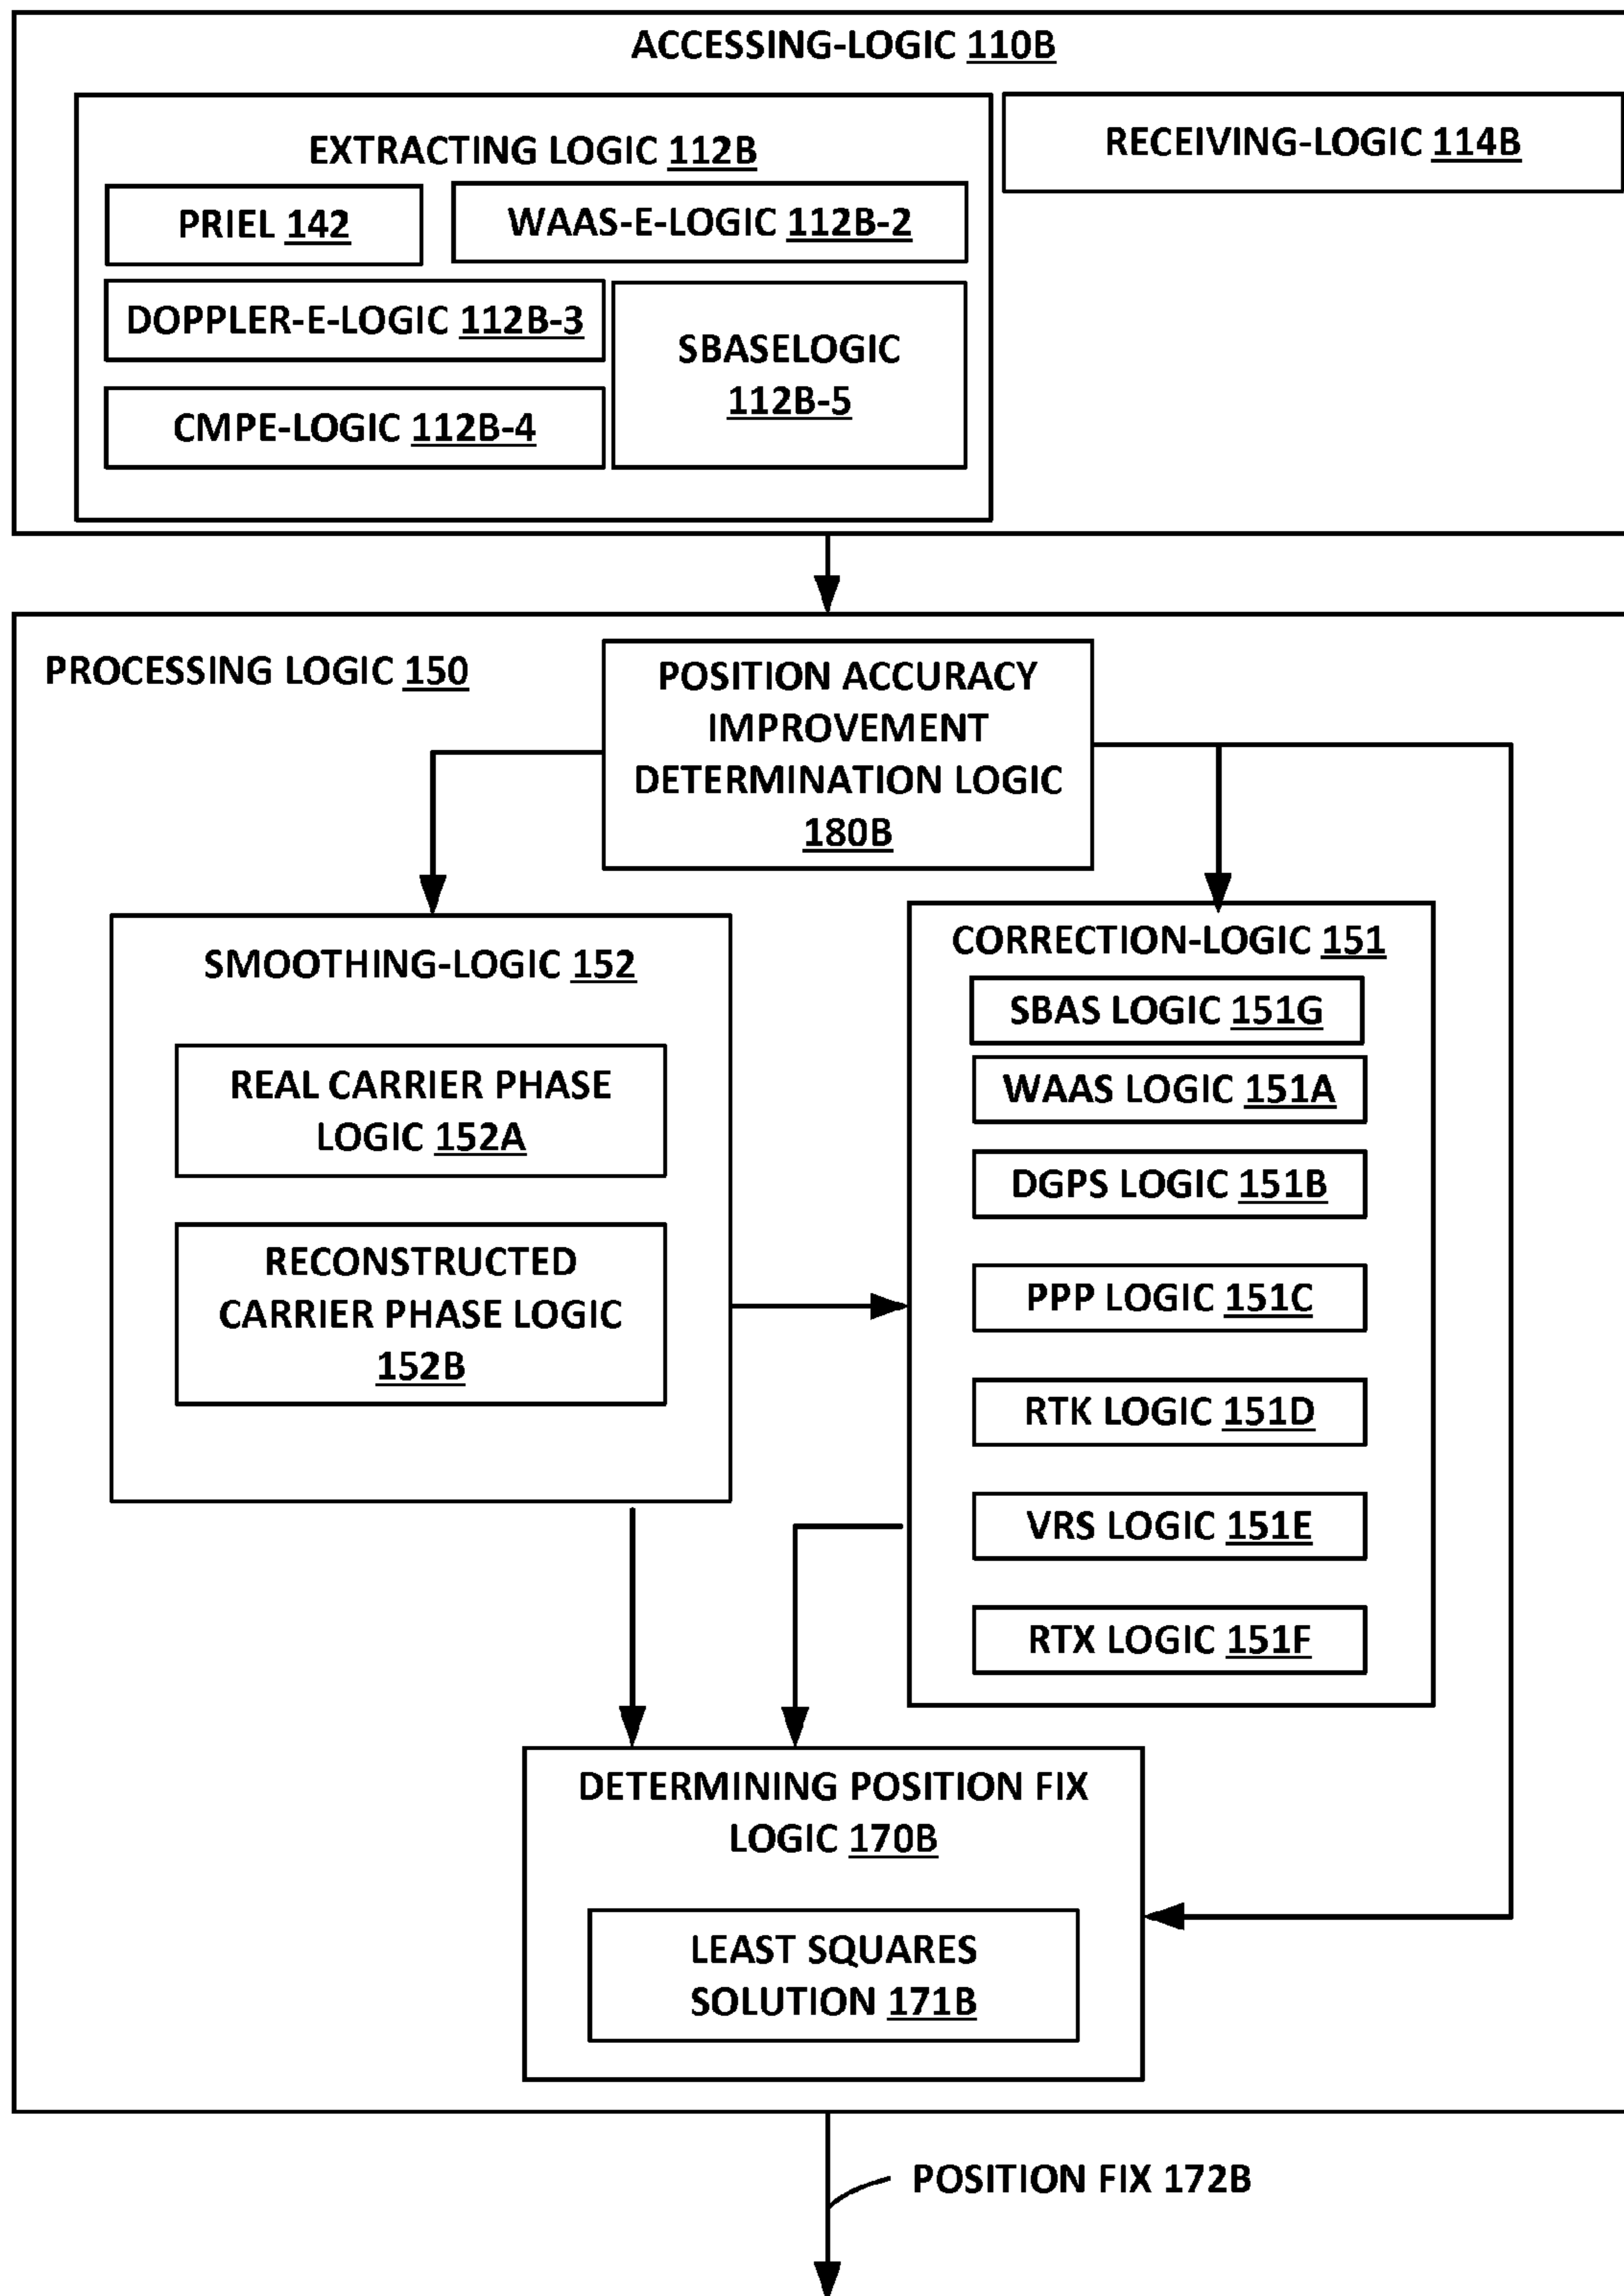 ACCESSING-LOGIC 110B
EXTRACTING LOGIC 112B
RECEIVING-LOGIC 114B
PRIEL 142
WAAS-E-LOGIC 112B-2
DOPPLER-E-LOGIC 112B-3
SBASELOGIC
112B-5
CMPE-LOGIC 112B-4
PROCESSING LOGIC 150
POSITION ACCURACY
IMPROVEMENT
DETERMINATION LOGIC
180B
SMOOTHING-LOGIC 152
REAL CARRIER PHASE
LOGIC 152A
RECONSTRUCTED
CARRIER PHASE LOGIC
152B
CORRECTION-LOGIC 151
SBAS LOGIC 151G
WAAS LOGIC 151A
DGPS LOGIC 151B
PPP LOGIC 151C
RTK LOGIC 151D
VRS LOGIC 151E
RTX LOGIC 151F
DETERMINING POSITION FIX
LOGIC 170B
LEAST SQUARES
SOLUTION 171B
POSITION FIX 172B